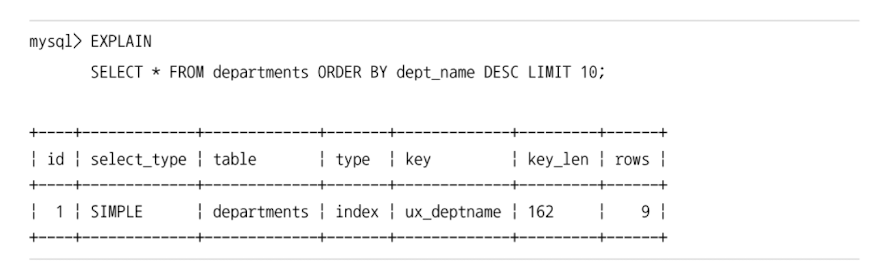 mysql> EXPLAIN
SELECT * FROM departments ORDER BY dept_name DESC LIMIT 10;
+----+-------------+-------------+-------+-------------+---------+------+
| id | select_type | table       | type  | key         | key_len | rows |
+----+-------------+-------------+-------+-------------+---------+------+
|  1 | SIMPLE      | departments | index | ux_deptname | 162     |    9 |
+----+-------------+-------------+-------+-------------+---------+------+